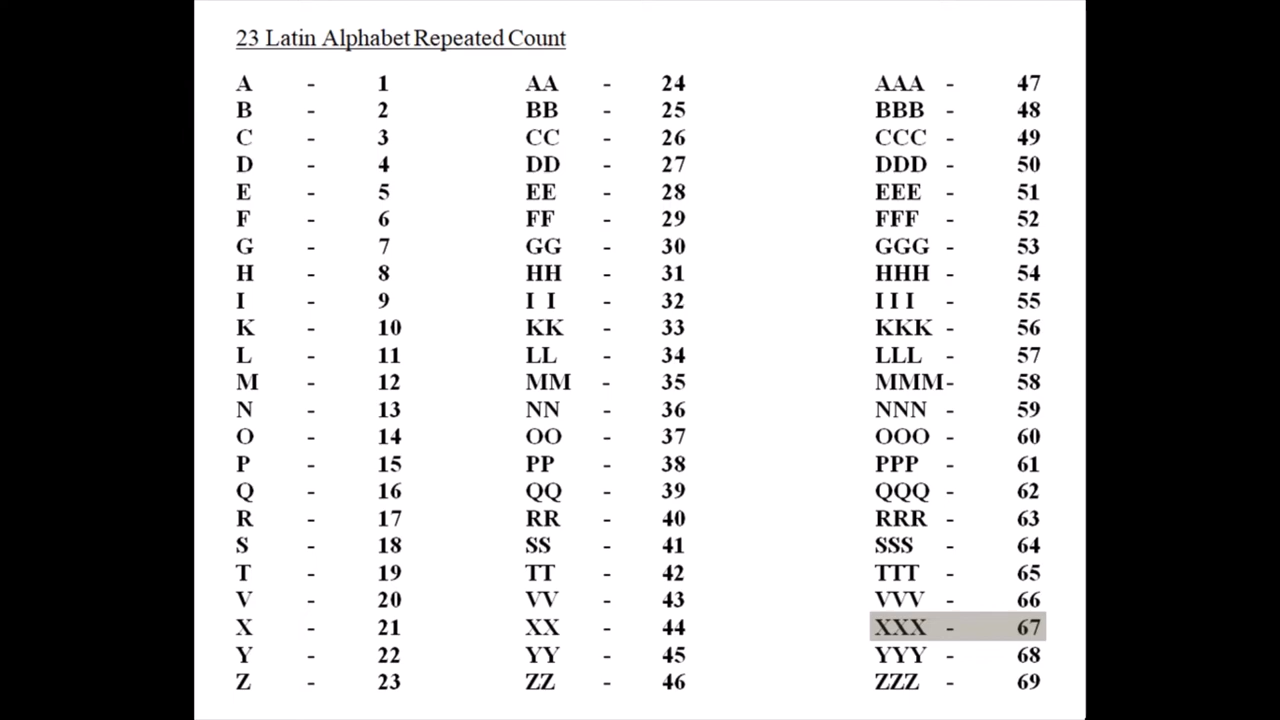 23 Latin Alphabet Repeated Count
A - 1 AA - 24 AAA - 47
B - 2 BB - 25 BBB - 48
C - 3 CC - 26 CCC - 49
D - 4 DD - 27 DDD - 50
E - 5 EE - 28 EEE - 51
F - 6 FF - 29 FFF - 52
G - 7 GG - 30 GGG - 53
H - 8 HH - 31 HHH - 54
I - 9 I I - 32 I I I - 55
K - 10 KK - 33 KKK - 56
L - 11 LL - 34 LLL - 57
M - 12 MM - 35 MMM - 58
N - 13 NN - 36 NNN - 59
O - 14 OO - 37 OOO - 60
P - 15 PP - 38 PPP - 61
Q - 16 QQ - 39 QQQ - 62
R - 17 RR - 40 RRR - 63
S - 18 SS - 41 SSS - 64
T - 19 TT - 42 TTT - 65
V - 20 VV - 43 VVV - 66
X - 21 XX - 44 XXX - 67
Y - 22 YY - 45 YYY - 68
Z - 23 ZZ - 46 ZZZ - 69